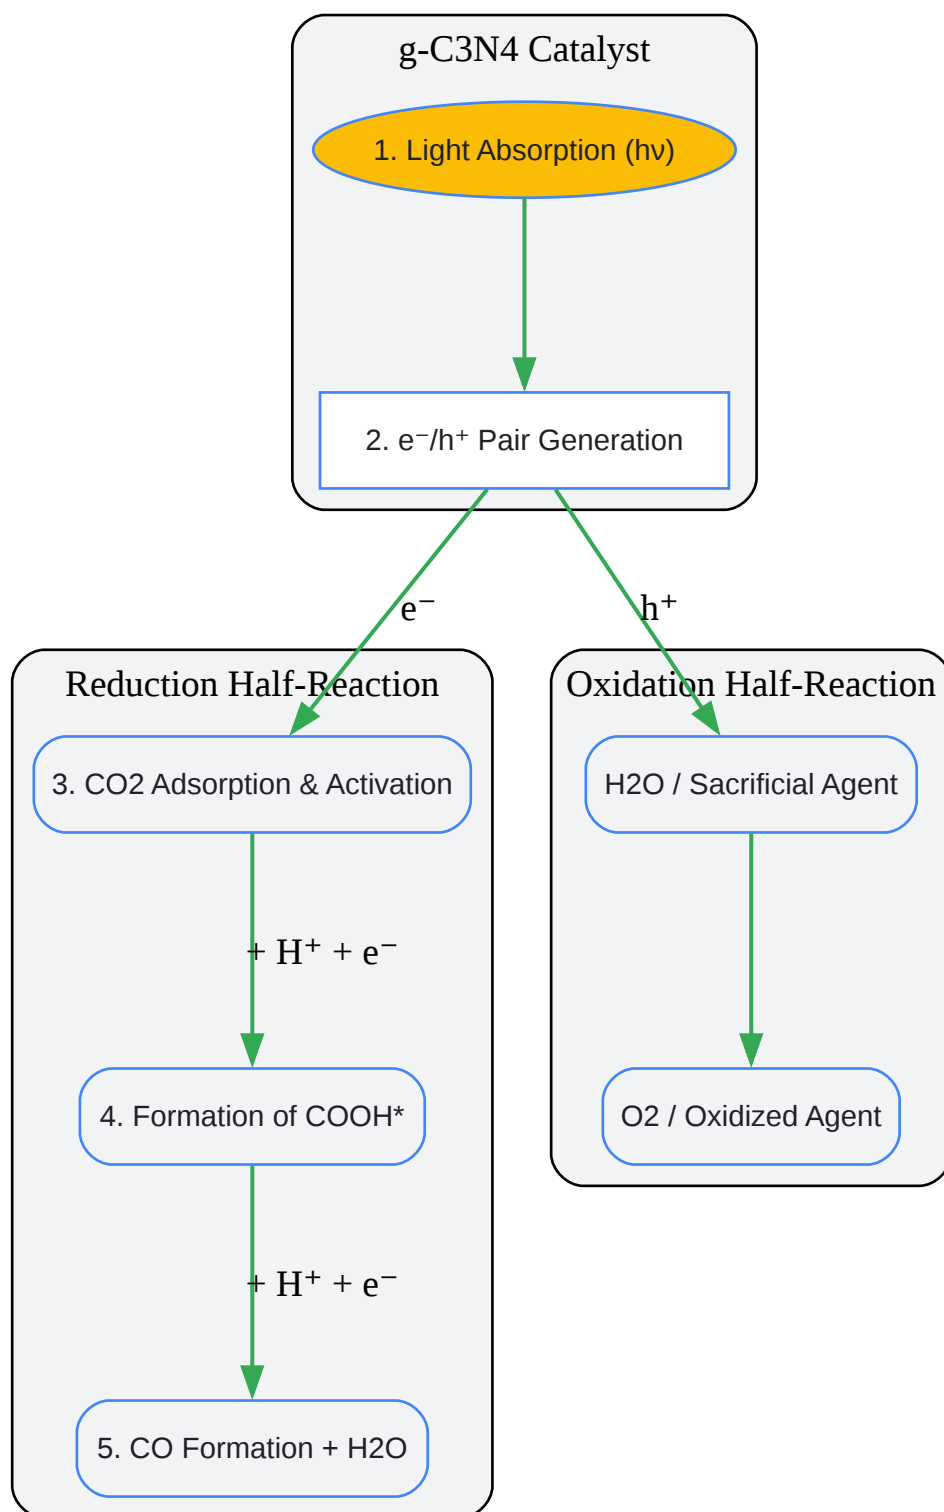 g-C3N4 Catalyst
1. Light Absorption (hν)
2. e⁻/h⁺ Pair Generation
e⁻
h⁺
Reduction Half-Reaction
Oxidation Half-Reaction
3. CO2 Adsorption & Activation
H2O / Sacrificial Agent
+ H⁺ + e⁻
4. Formation of COOH*
O2 / Oxidized Agent
+ H⁺ + e⁻
5. CO Formation + H2O